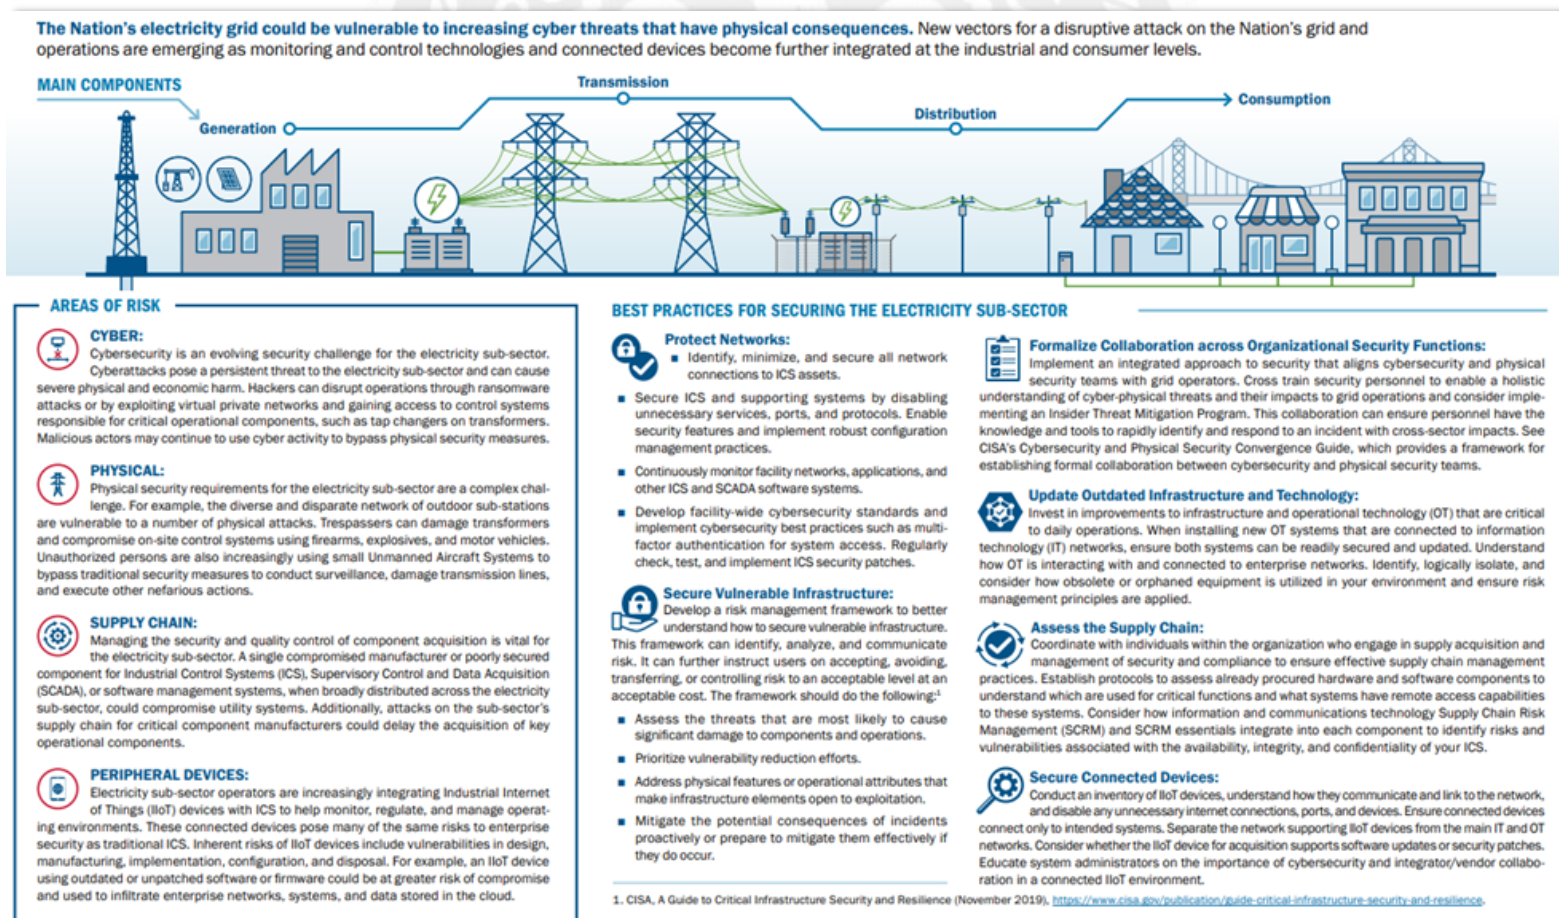 The Nation's electricity grid could be vulnerable to increasing cyber threats that have physical consequences. New vectors for a disruptive attack on the Nation's grid and
operations are emerging as monitoring and control technologies and connected devices become further integrated at the industrial and consumer levels.
MAIN COMPONENTS
Generation
Transmission
Distribution
Consumption
AREAS OF RISK
CYBER:
Cybersecurity is an evolving security challenge for the electricity sub-sector.
Cyberattacks pose a persistent threat to the electricity sub-sector and can cause
severe physical and economic harm. Hackers can disrupt operations through ransomware
attacks or by exploiting virtual private networks and gaining access to control systems
responsible for critical operational components, such as tap changers on transformers.
Malicious actors may continue to use cyber activity to bypass physical security measures.
PHYSICAL:
Physical security requirements for the electricity sub-sector are a complex chal-
lenge. For example, the diverse and disparate network of outdoor sub-stations
are vulnerable to a number of physical attacks. Trespassers can damage transformers
and compromise on-site control systems using firearms, explosives, and motor vehicles.
Unauthorized persons are also increasingly using small Unmanned Aircraft Systems to
bypass traditional security measures to conduct surveillance, damage transmission lines,
and execute other nefarious actions.
SUPPLY CHAIN:
Managing the security and quality control of component acquisition is vital for
the electricity sub-sector. A single compromised manufacturer or poorly secured
component for Industrial Control Systems (ICS), Supervisory Control and Data Acquisition
(SCADA), or software management systems, when broadly distributed across the electricity
sub-sector, could compromise utility systems. Additionally, attacks on the sub-sector's
supply chain for critical component manufacturers could delay the acquisition of key
operational components.
PERIPHERAL DEVICES:
Electricity sub-sector operators are increasingly integrating Industrial Internet
of Things (IIoT) devices with ICS to help monitor, regulate, and manage operat-
ing environments. These connected devices pose many of the same risks to enterprise
security as traditional ICS. Inherent risks of IIoT devices include vulnerabilities in design,
manufacturing, implementation, configuration, and disposal. For example, an IIoT device
using outdated or unpatched software or firmware could be at greater risk of compromise
and used to infiltrate enterprise networks, systems, and data stored in the cloud.
BEST PRACTICES FOR SECURING THE ELECTRICITY SUB-SECTOR
Protect Networks:
■ Identify, minimize, and secure all network
connections to ICS assets.
■ Secure ICS and supporting systems by disabling
unnecessary services, ports, and protocols. Enable
security features and implement robust configuration
management practices.
■ Continuously monitor facility networks, applications, and
other ICS and SCADA software systems.
■ Develop facility-wide cybersecurity standards and
implement cybersecurity best practices such as multi-
factor authentication for system access. Regularly
check, test, and implement ICS security patches.
Secure Vulnerable Infrastructure:
Develop a risk management framework to better
understand how to secure vulnerable infrastructure.
This framework can identify, analyze, and communicate
risk. It can further instruct users on accepting, avoiding,
transferring, or controlling risk to an acceptable level at an
acceptable cost. The framework should do the following:¹
■ Assess the threats that are most likely to cause
significant damage to components and operations.
■ Prioritize vulnerability reduction efforts.
■ Address physical features or operational attributes that
make infrastructure elements open to exploitation.
■ Mitigate the potential consequences of incidents
proactively or prepare to mitigate them effectively if
they do occur.
Formalize Collaboration across Organizational Security Functions:
Implement an integrated approach to security that aligns cybersecurity and physical
security teams with grid operators. Cross train security personnel to enable a holistic
understanding of cyber-physical threats and their impacts to grid operations and consider imple-
menting an Insider Threat Mitigation Program. This collaboration can ensure personnel have the
knowledge and tools to rapidly identify and respond to an incident with cross-sector impacts. See
CISA's Cybersecurity and Physical Security Convergence Guide, which provides a framework for
establishing formal collaboration between cybersecurity and physical security teams.
Update Outdated Infrastructure and Technology:
Invest in improvements to infrastructure and operational technology (OT) that are critical
to daily operations. When installing new OT systems that are connected to information
technology (IT) networks, ensure both systems can be readily secured and updated. Understand
how OT is interacting with and connected to enterprise networks. Identify, logically isolate, and
consider how obsolete or orphaned equipment is utilized in your environment and ensure risk
management principles are applied.
Assess the Supply Chain:
Coordinate with individuals within the organization who engage in supply acquisition and
management of security and compliance to ensure effective supply chain management
practices. Establish protocols to assess already procured hardware and software components to
understand which are used for critical functions and what systems have remote access capabilities
to these systems. Consider how information and communications technology Supply Chain Risk
Management (SCRM) and SCRM essentials integrate into each component to identify risks and
vulnerabilities associated with the availability, integrity, and confidentiality of your ICS.
Secure Connected Devices:
Conduct an inventory of IIoT devices, understand how they communicate and link to the network,
and disable any unnecessary internet connections, ports, and devices. Ensure connected devices
connect only to intended systems. Separate the network supporting IIoT devices from the main IT and OT
networks. Consider whether the IIoT device for acquisition supports software updates or security patches.
Educate system administrators on the importance of cybersecurity and integrator/vendor collabo-
ration in a connected IIoT environment.
1. CISA, A Guide to Critical Infrastructure Security and Resilience (November 2019), https://www.cisa.gov/publication/guide-critical-infrastructure-security-and-resilience.